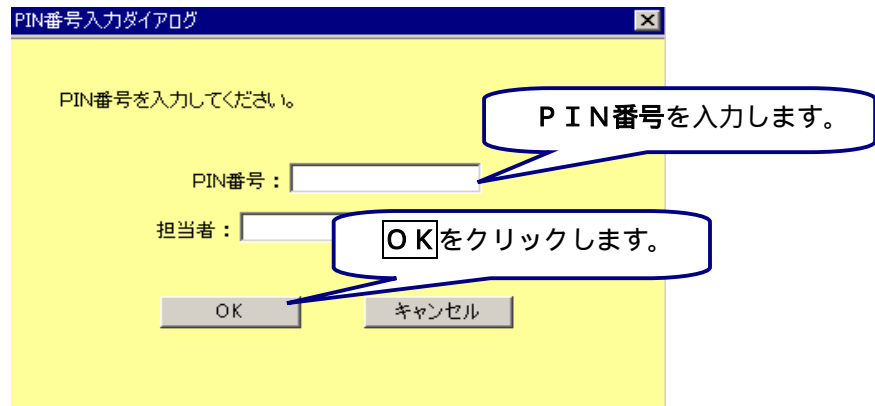 PIN番号入力ダイアログ
PIN番号を入力してください。
ＰＩＮ番号を入力します。
PIN番号：
担当者：
ＯＫをクリックします。
OK
キャンセル